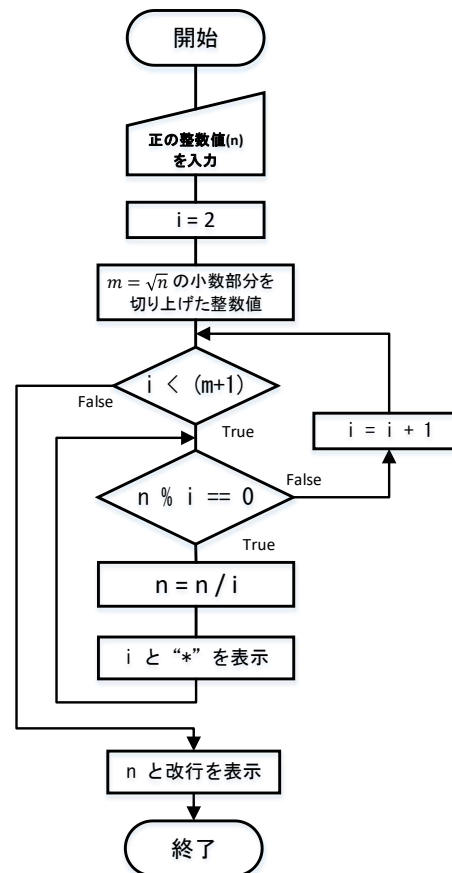 開始
正の整数値(n)
を入力
i = 2
m = √n の小数部分を
切り上げた整数値
i < (m+1)
False
True
i = i + 1
n % i == 0
False
True
n = n / i
i と “*” を表示
n と改行を表示
終了